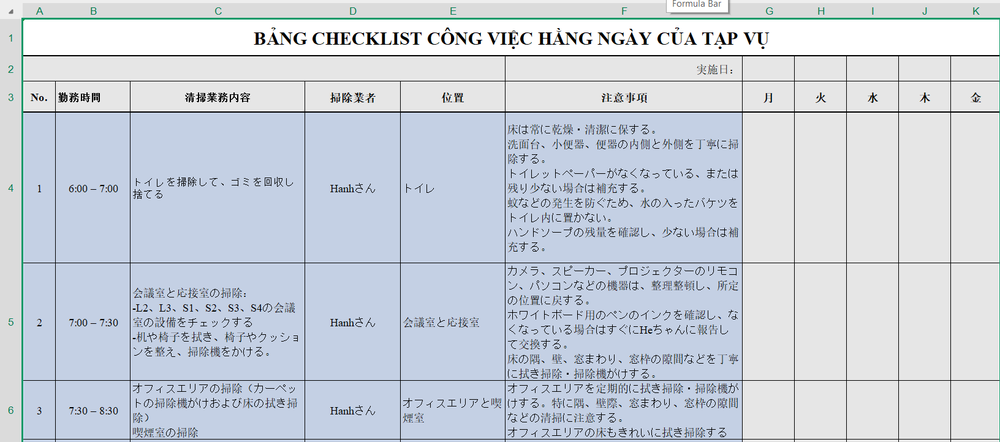 Formula Bar
A B C D E F G H I J K
1 BẢNG CHECKLIST CÔNG VIỆC HẰNG NGÀY CỦA TẠP VỤ
2 実施日：
3 No. 勤務時間 清掃業務内容 掃除業者 位置 注意事項 月 火 水 木 金
4
1
6:00 – 7:00
トイレを掃除して、ゴミを回収し
捨てる
Hanhさん
トイレ
床は常に乾燥・清潔に保する。
洗面台、小便器、便器の内側と外側を丁寧に掃
除する。
トイレットペーパーがなくなっている、または
残り少ない場合は補充する。
蚊などの発生を防ぐため、水の入ったバケツを
トイレ内に置かない。
ハンドソープの残量を確認し、少ない場合は補
充する。
5
2
7:00 – 7:30
会議室と応接室の掃除：
-L2、L3、S1、S2、S3、S4の会議
室の設備をチェックする
-机や椅子を拭き、椅子やクッショ
ンを整え、掃除機をかける。
Hanhさん
会議室と応接室
カメラ、スピーカー、プロジェクターのリモコ
ン、パソコンなどの機器は、整理整頓し、所定
の位置に戻する。
ホワイトボード用のペンのインクを確認し、な
くなっている場合はすぐにHeちゃんに報告し
て交換する。
床の隅、壁、窓まわり、窓枠の隙間などを丁寧
に拭き掃除・掃除機がけする。
6
3
7:30 – 8:30
オフィスエリアの掃除（カーペッ
トの掃除機がけおよび床の拭き掃
除）
喫煙室の掃除
Hanhさん
オフィスエリアと喫
煙室
オフィスエリアを定期的に拭き掃除・掃除機が
けする。特に隅、壁際、窓まわり、窓枠の隙間
などの清掃に注意する。
オフィスエリアの床もきれいに拭き掃除する